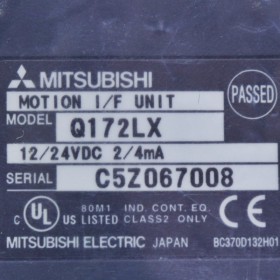 MITSUBISHI
MOTION I/F UNIT
PASSED
MODEL Q172LX
12/24VDC 2/4mA
SERIAL C5Z067008
C UL US LISTED 80M1 IND. CONT. EQ. CLASS2 ONLY
MITSUBISHI ELECTRIC JAPAN BC370D132H01